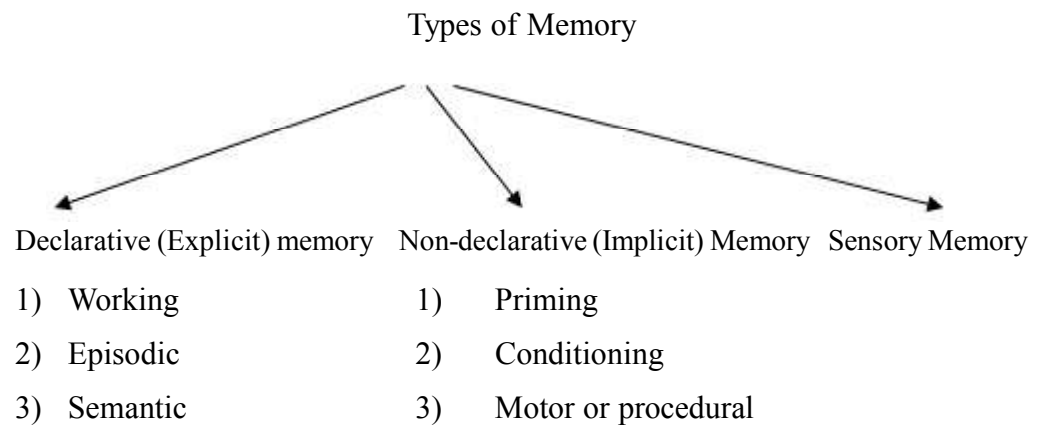 Types of Memory
Declarative (Explicit) memory Non-declarative (Implicit) Memory Sensory Memory
1) Working 1) Priming
2) Episodic 2) Conditioning
3) Semantic 3) Motor or procedural